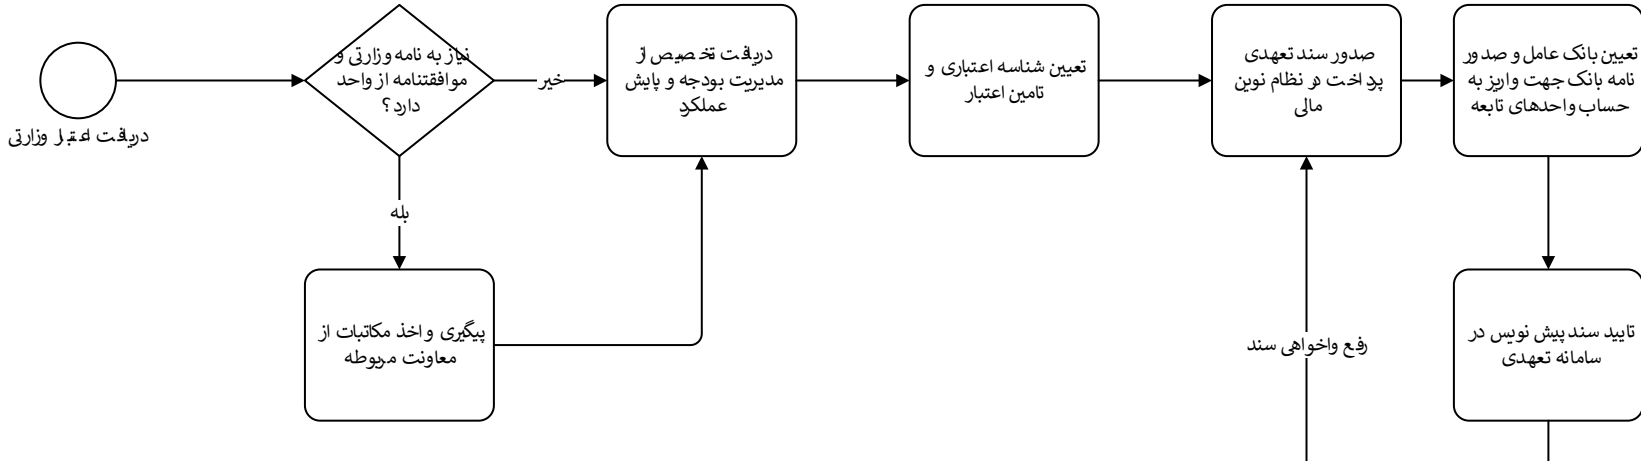 دریافت اعتبار وزارتی
نیاز به نامه وزارتی و
موافقتنامه از واحد
دارد؟
خیر
بله
پیگیری و اخذ مکاتبات از
معاونت مربوطه
دریافت تخصیص از
مدیریت بودجه و پایش
عملکرد
تعیین شناسه اعتباری و
تامین اعتبار
صدور سند تعهدی
پرداخت در نظام نوین
مالی
رفع واخواهی سند
تعیین بانک عامل و صدور
نامه بانک جهت واریز به
حساب واحدهای تابعه
تایید سند پیش نویس در
سامانه تعهدی